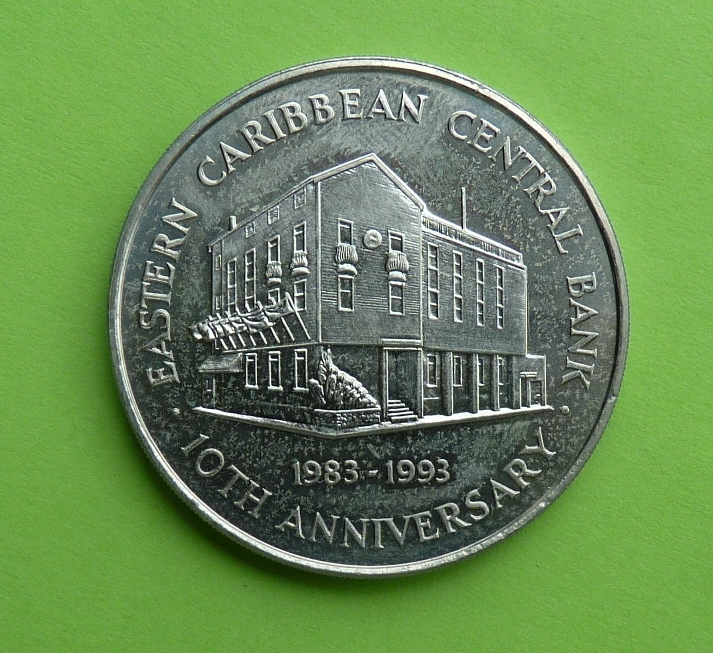 EASTERN CARIBBEAN CENTRAL BANK
1983-1993
· 10TH ANNIVERSARY ·